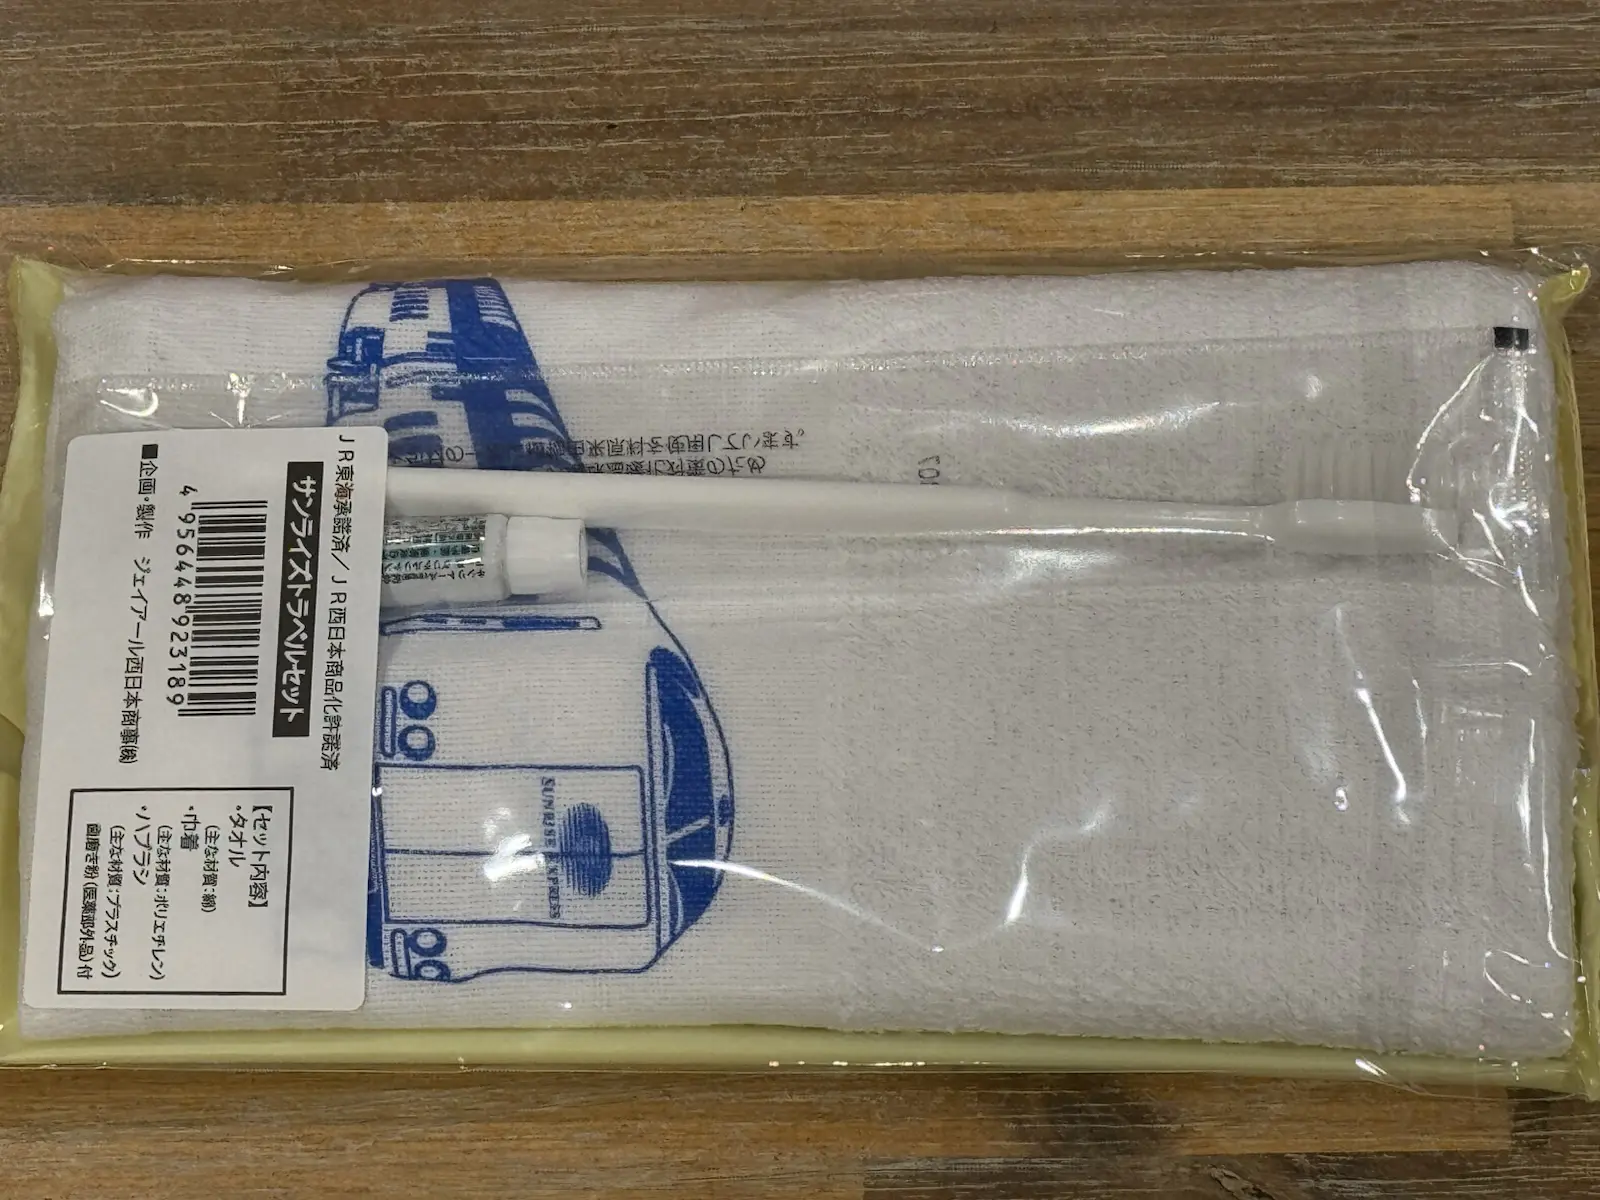 JR東海承諾済／JR西日本商品化許諾済
サンライズトラベルセット
4 956448 923189
■企画・製作 ジェイアール西日本商事㈱
【セット内容】
・タオル
(主な材質：綿)
・巾着
(主な材質：ポリエチレン)
・ハブラシ
(主な材質：プラスチック)
歯磨き粉(医薬部外品)付
SUNRISE EXPRESS